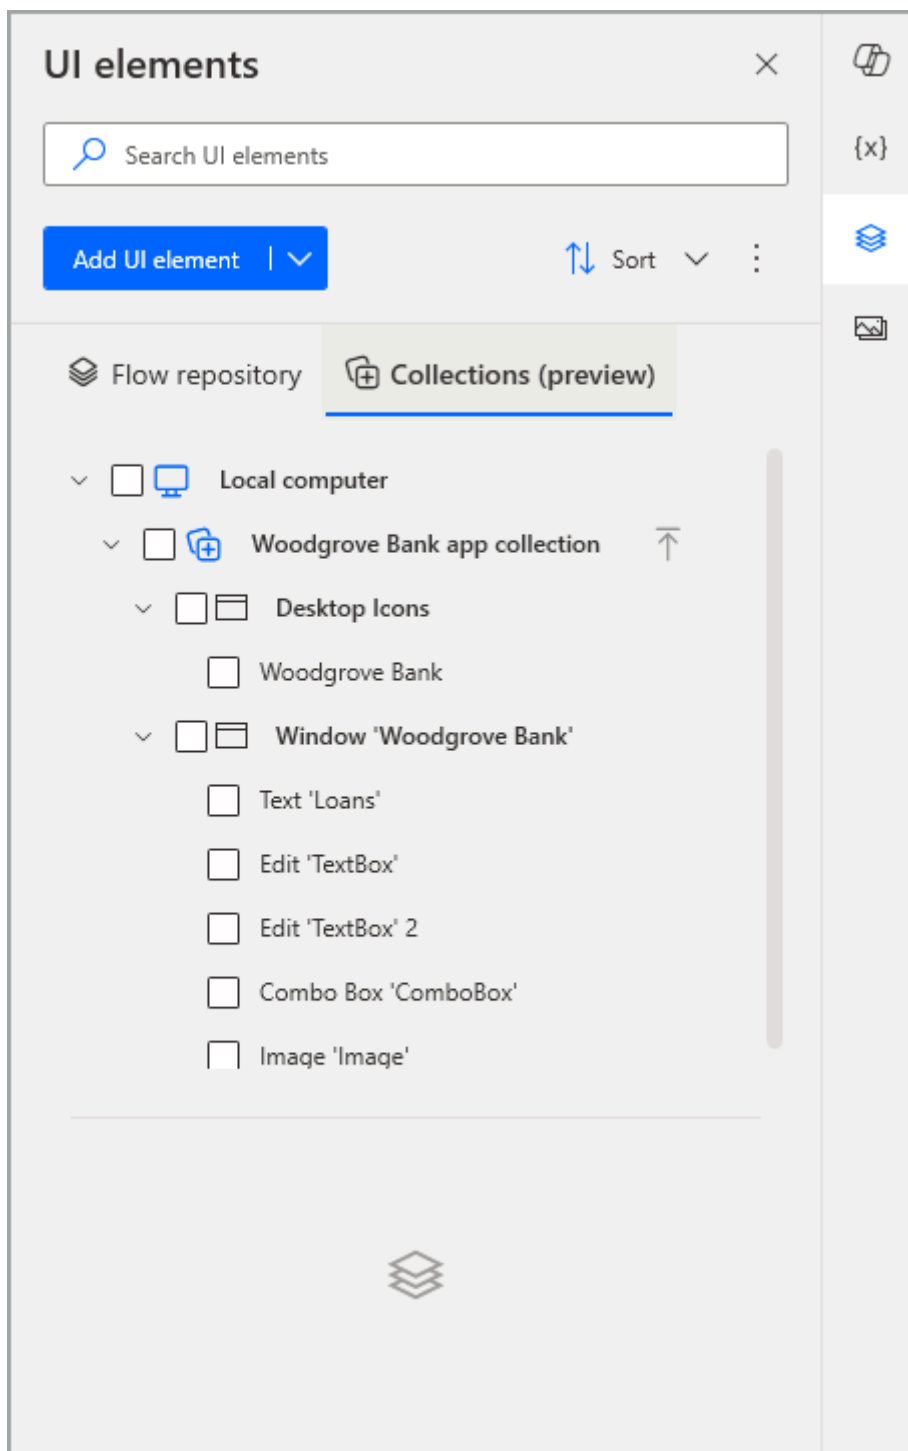 UI elements
Search UI elements
{x}
Add UI element
Sort
Flow repository
Collections (preview)
Local computer
Woodgrove Bank app collection
Desktop Icons
Woodgrove Bank
Window 'Woodgrove Bank'
Text 'Loans'
Edit 'TextBox'
Edit 'TextBox' 2
Combo Box 'ComboBox'
Image 'Image'